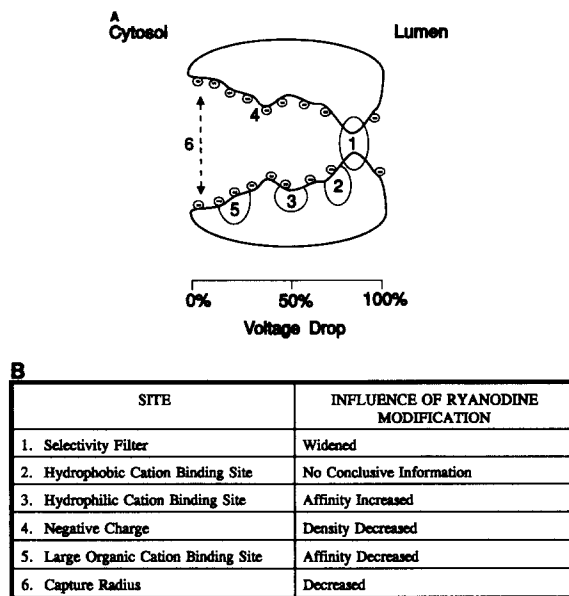 A
Cytosol Lumen
4
6
1
2
5 3
0% 50% 100%
Voltage Drop
B
SITE INFLUENCE OF RYANODINE MODIFICATION
1. Selectivity Filter Widened
2. Hydrophobic Cation Binding Site No Conclusive Information
3. Hydrophilic Cation Binding Site Affinity Increased
4. Negative Charge Density Decreased
5. Large Organic Cation Binding Site Affinity Decreased
6. Capture Radius Decreased